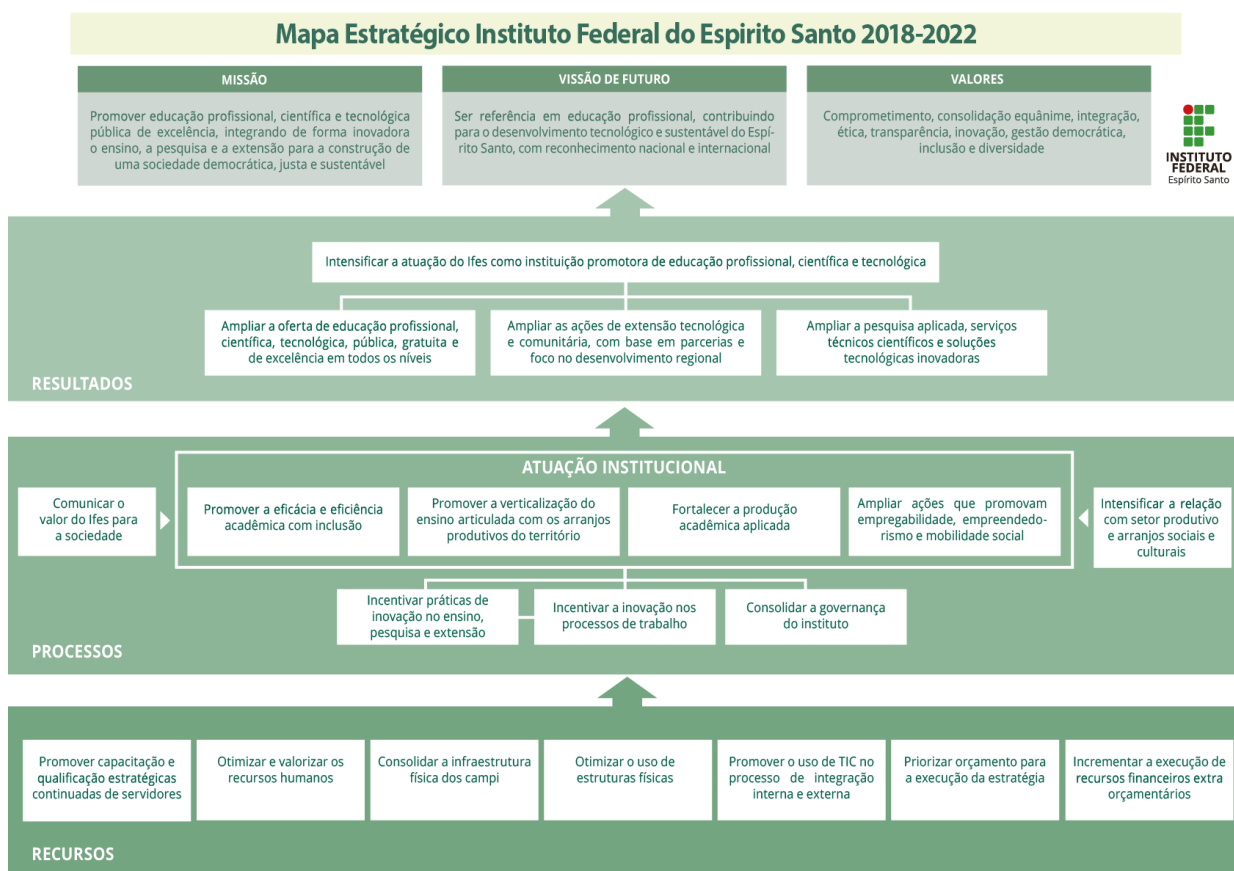 Mapa Estratégico Instituto Federal do Espirito Santo 2018-2022
MISSÃO
Promover educação profissional, científica e tecnológica
pública de excelência, integrando de forma inovadora
o ensino, a pesquisa e a extensão para a construção de
uma sociedade democrática, justa e sustentável
VISSÃO DE FUTURO
Ser referência em educação profissional, contribuindo
para o desenvolvimento tecnológico e sustentável do Espí-
rito Santo, com reconhecimento nacional e internacional
VALORES
Comprometimento, consolidação equânime, integração,
ética, transparência, inovação, gestão democrática,
inclusão e diversidade
INSTITUTO
FEDERAL
Espírito Santo
Intensificar a atuação do Ifes como instituição promotora de educação profissional, científica e tecnológica
Ampliar a oferta de educação profissional,
científica, tecnológica, pública, gratuita e
de excelência em todos os níveis
Ampliar as ações de extensão tecnológica
e comunitária, com base em parcerias e
foco no desenvolvimento regional
Ampliar a pesquisa aplicada, serviços
técnicos científicos e soluções
tecnológicas inovadoras
RESULTADOS
ATUAÇÃO INSTITUCIONAL
Comunicar o
valor do Ifes para
a sociedade
Promover a eficácia e eficiência
acadêmica com inclusão
Promover a verticalização do
ensino articulada com os arranjos
produtivos do território
Fortalecer a produção
acadêmica aplicada
Ampliar ações que promovam
empregabilidade, empreendedo-
rismo e mobilidade social
Intensificar a relação
com setor produtivo
e arranjos sociais e
culturais
Incentivar práticas de
inovação no ensino,
pesquisa e extensão
Incentivar a inovação nos
processos de trabalho
Consolidar a governança
do instituto
PROCESSOS
Promover capacitação e
qualificação estratégicas
continuadas de servidores
Otimizar e valorizar os
recursos humanos
Consolidar a infraestrutura
física dos campi
Otimizar o uso de
estruturas físicas
Promover o uso de TIC no
processo de integração
interna e externa
Priorizar orçamento para
a execução da estratégia
Incrementar a execução de
recursos financeiros extra
orçamentários
RECURSOS